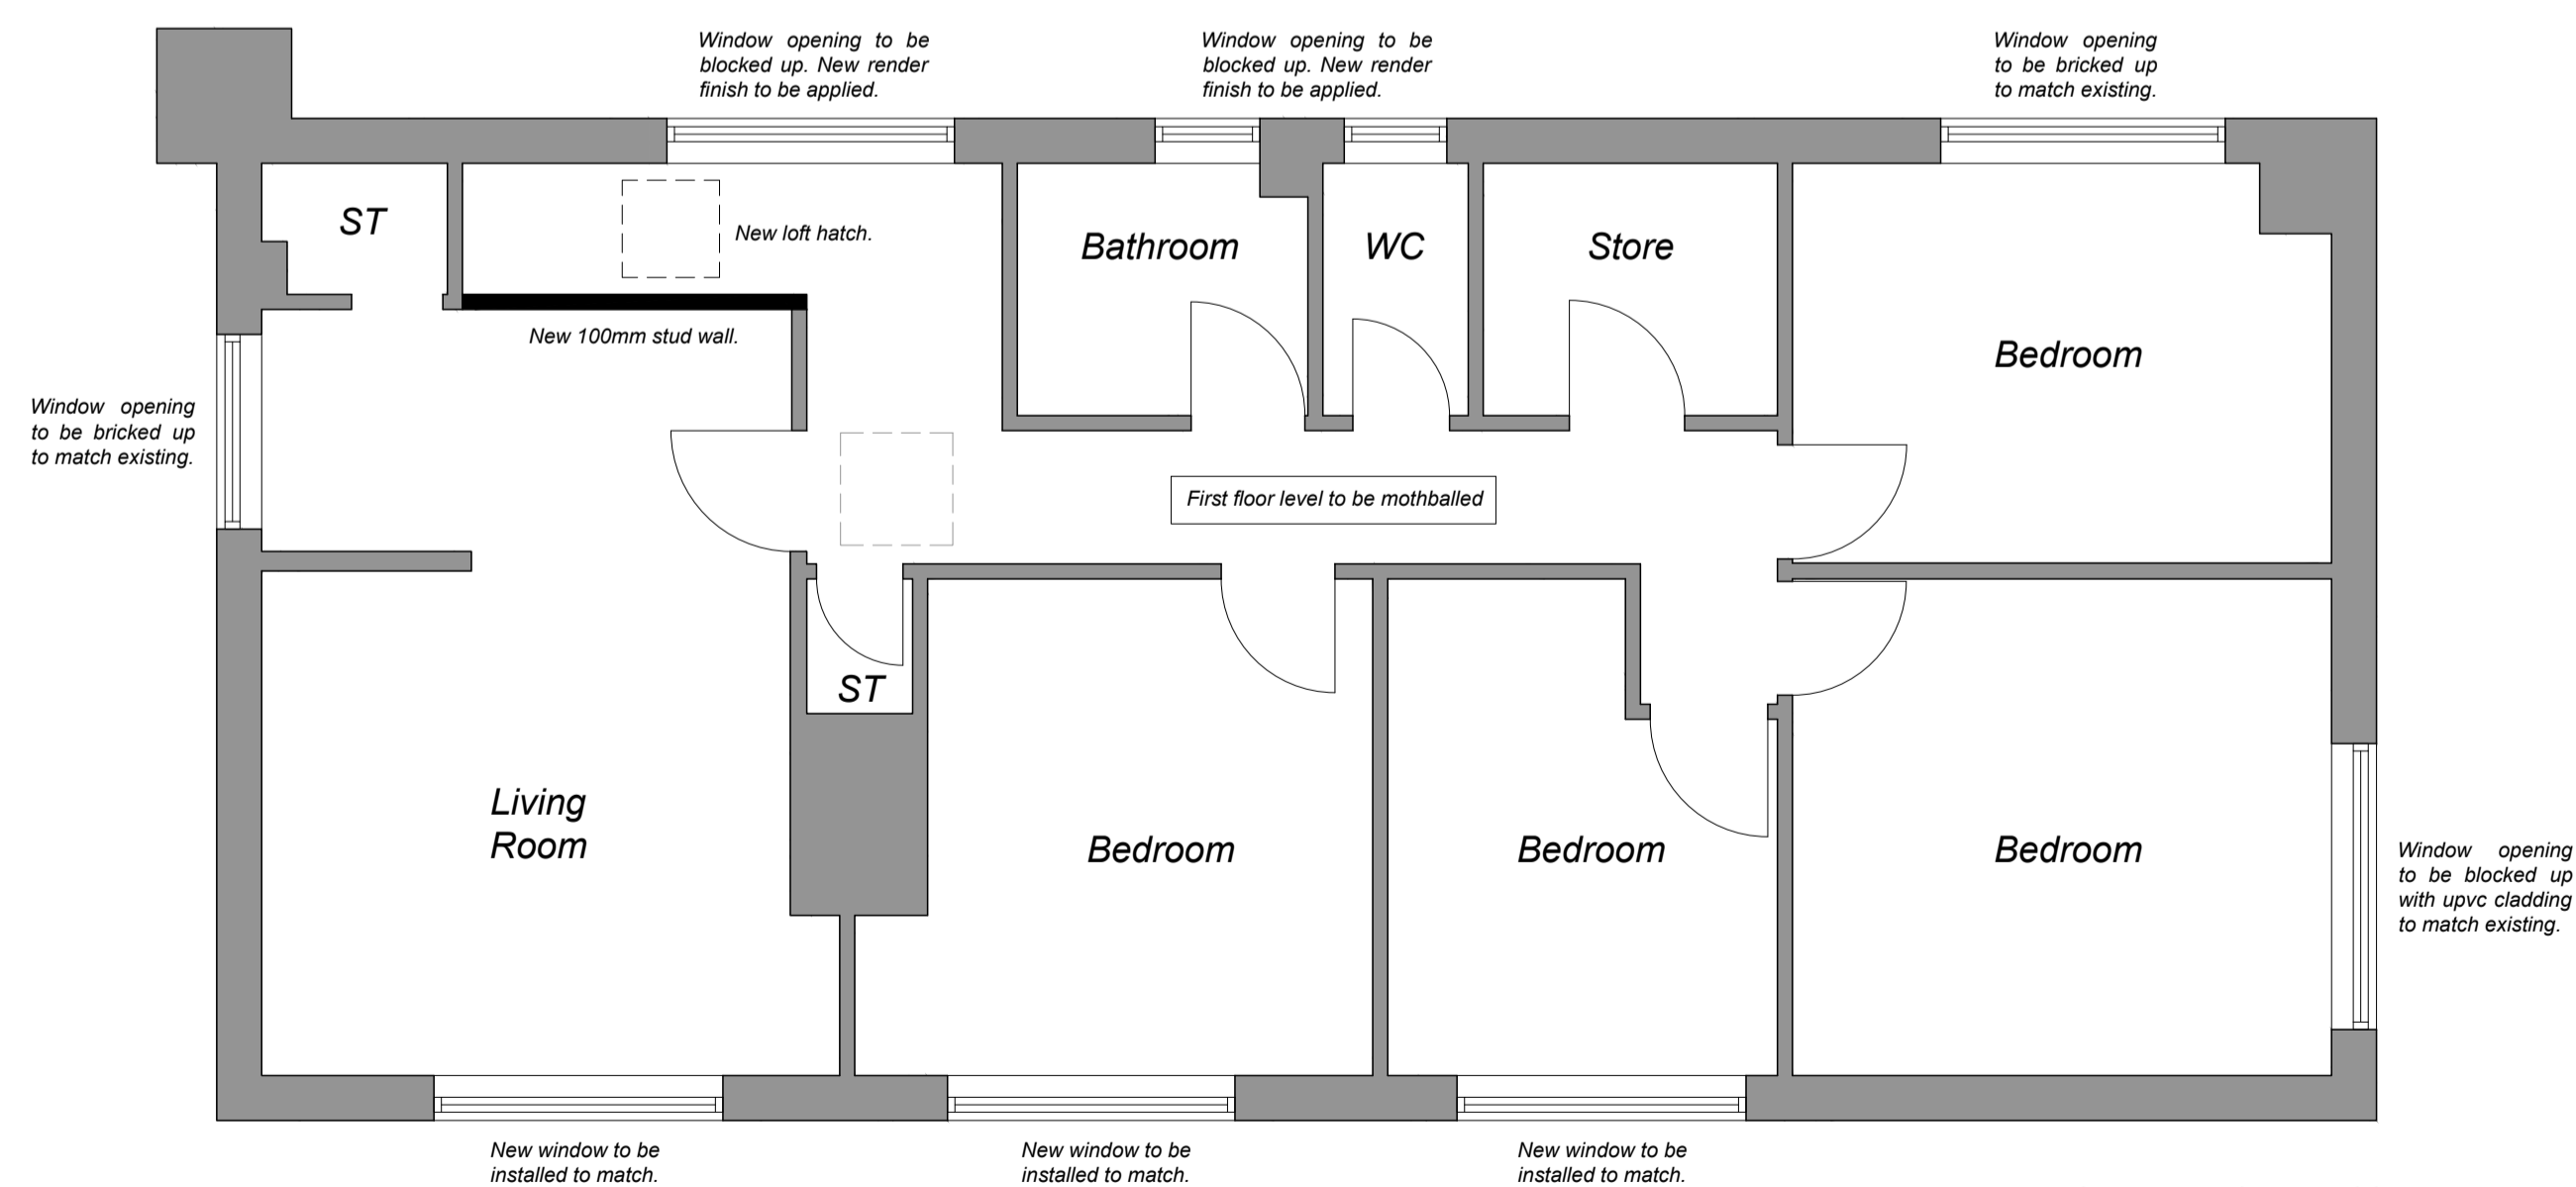 Window opening to be
blocked up. New render
finish to be applied.
Window opening to be
blocked up. New render
finish to be applied.
Window opening
to be bricked up
to match existing.
ST
New loft hatch.
Bathroom
WC
Store
New 100mm stud wall.
Bedroom
Window opening
to be bricked up
to match existing.
First floor level to be mothballed
ST
Living
Room
Bedroom
Bedroom
Bedroom
Window opening
to be blocked up
with upvc cladding
to match existing.
New window to be
installed to match.
New window to be
installed to match.
New window to be
installed to match.